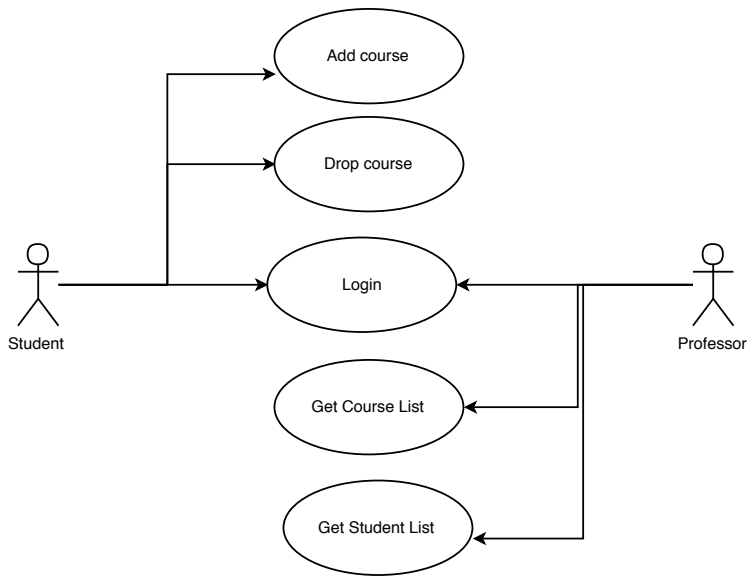 Add course
Drop course
Login
Student
Professor
Get Course List
Get Student List